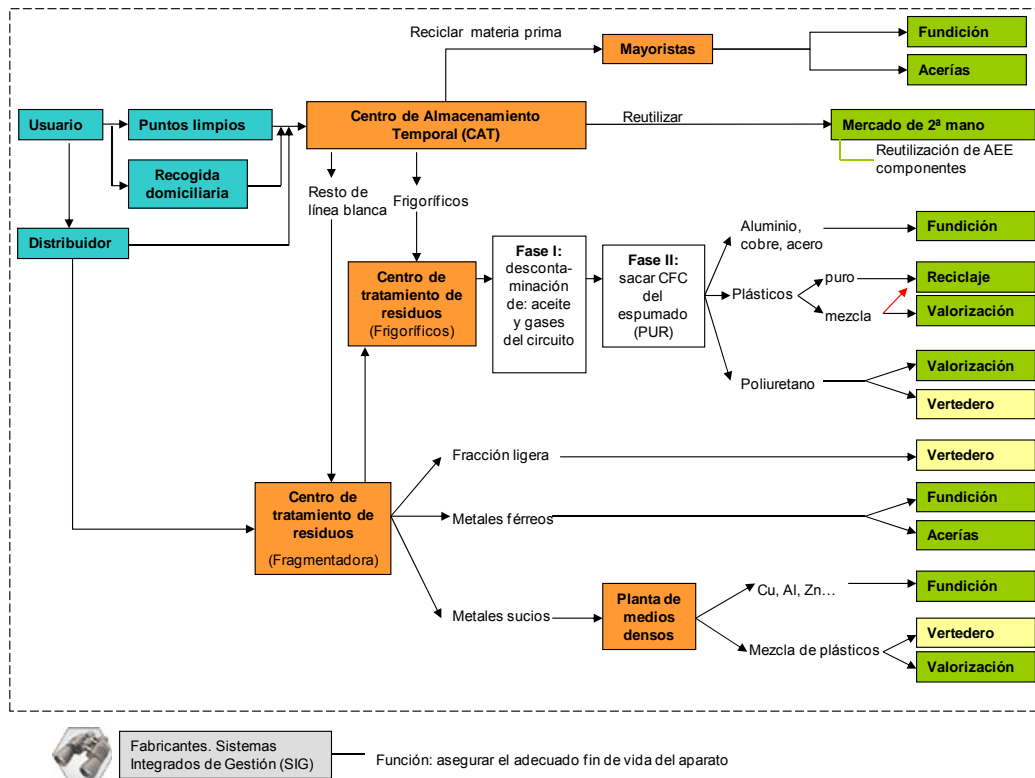 Reciclar materia prima
Mayoristas
Fundición
Acerías
Usuario
Puntos limpios
Centro de Almacenamiento
Temporal (CAT)
Reutilizar
Mercado de 2ª mano
Reutilización de AEE
componentes
Recogida
domiciliaria
Distribuidor
Resto de
línea blanca
Frigoríficos
Centro de
tratamiento de
residuos
(Frigoríficos)
Fase I:
desconta-
minación
de: aceite
y gases
del circuito
Fase II:
sacar CFC
del
espumado
(PUR)
Aluminio,
cobre, acero
Fundición
Plásticos
puro
mezcla
Reciclaje
Valorización
Poliuretano
Valorización
Vertedero
Centro de
tratamiento de
residuos
(Fragmentadora)
Fracción ligera
Vertedero
Metales férreos
Fundición
Acerías
Metales sucios
Planta de
medios
densos
Cu, Al, Zn…
Fundición
Mezcla de plásticos
Vertedero
Valorización
Fabricantes. Sistemas
Integrados de Gestión (SIG)
Función: asegurar el adecuado fin de vida del aparato